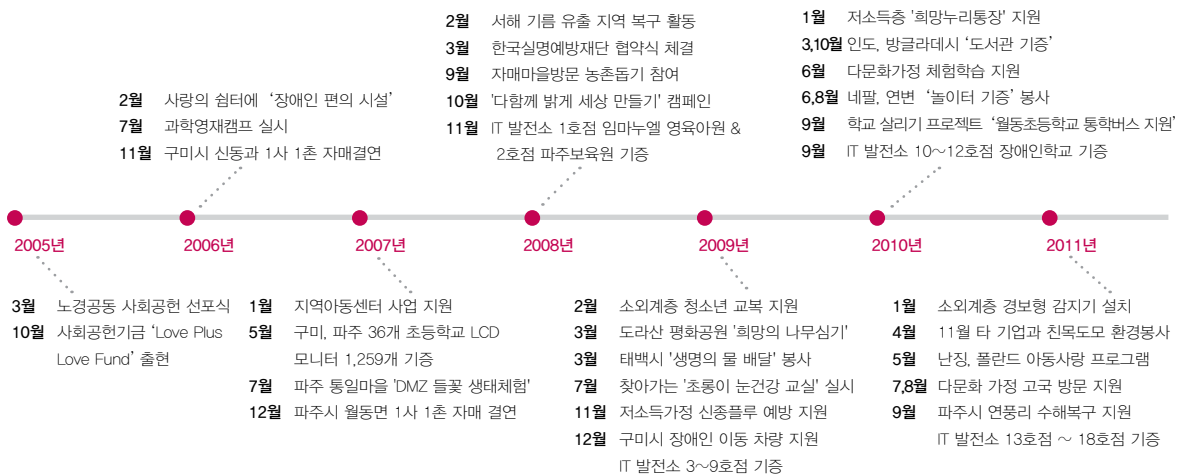 2월 서해 기름 유출 지역 복구 활동
3월 한국실명예방재단 협약식 체결
9월 자매마을방문 농촌돕기 참여
10월 '다함께 밝게 세상 만들기' 캠페인
11월 IT 발전소 1호점 임마누엘 영육아원 &
2호점 파주보육원 기증
1월 저소득층 '희망누리통장' 지원
3,10월 인도, 방글라데시 ‘도서관 기증’
6월 다문화가정 체험학습 지원
6,8월 네팔, 연변 ‘놀이터 기증’ 봉사
9월 학교 살리기 프로젝트 ‘월동초등학교 통학버스 지원’
9월 IT 발전소 10～12호점 장애인학교 기증
2월 사랑의 쉼터에 ‘장애인 편의 시설’
7월 과학영재캠프 실시
11월 구미시 신동과 1사 1촌 자매결연
2005년
2006년
2007년
2008년
2009년
2010년
2011년
3월 노경공동 사회공헌 선포식
10월 사회공헌기금 ‘Love Plus
Love Fund’ 출현
1월 지역아동센터 사업 지원
5월 구미, 파주 36개 초등학교 LCD
모니터 1,259개 기증
7월 파주 통일마을 'DMZ 들꽃 생태체험'
12월 파주시 월동면 1사 1촌 자매 결연
2월 소외계층 청소년 교복 지원
3월 도라산 평화공원 '희망의 나무심기'
3월 태백시 '생명의 물 배달' 봉사
7월 찾아가는 '초롱이 눈건강 교실' 실시
11월 저소득가정 신종플루 예방 지원
12월 구미시 장애인 이동 차량 지원
IT 발전소 3～9호점 기증
1월 소외계층 경보형 감지기 설치
4월 11월 타 기업과 친목도모 환경봉사
5월 난징, 폴란드 아동사랑 프로그램
7,8월 다문화 가정 고국 방문 지원
9월 파주시 연풍리 수해복구 지원
IT 발전소 13호점 ～ 18호점 기증